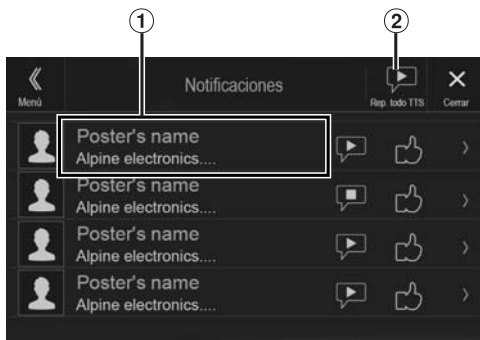 1 2
Menú Notificaciones Rep. todo TTS Cerrar
Poster's name
Alpine electronics....
Poster's name
Alpine electronics....
Poster's name
Alpine electronics....
Poster's name
Alpine electronics....